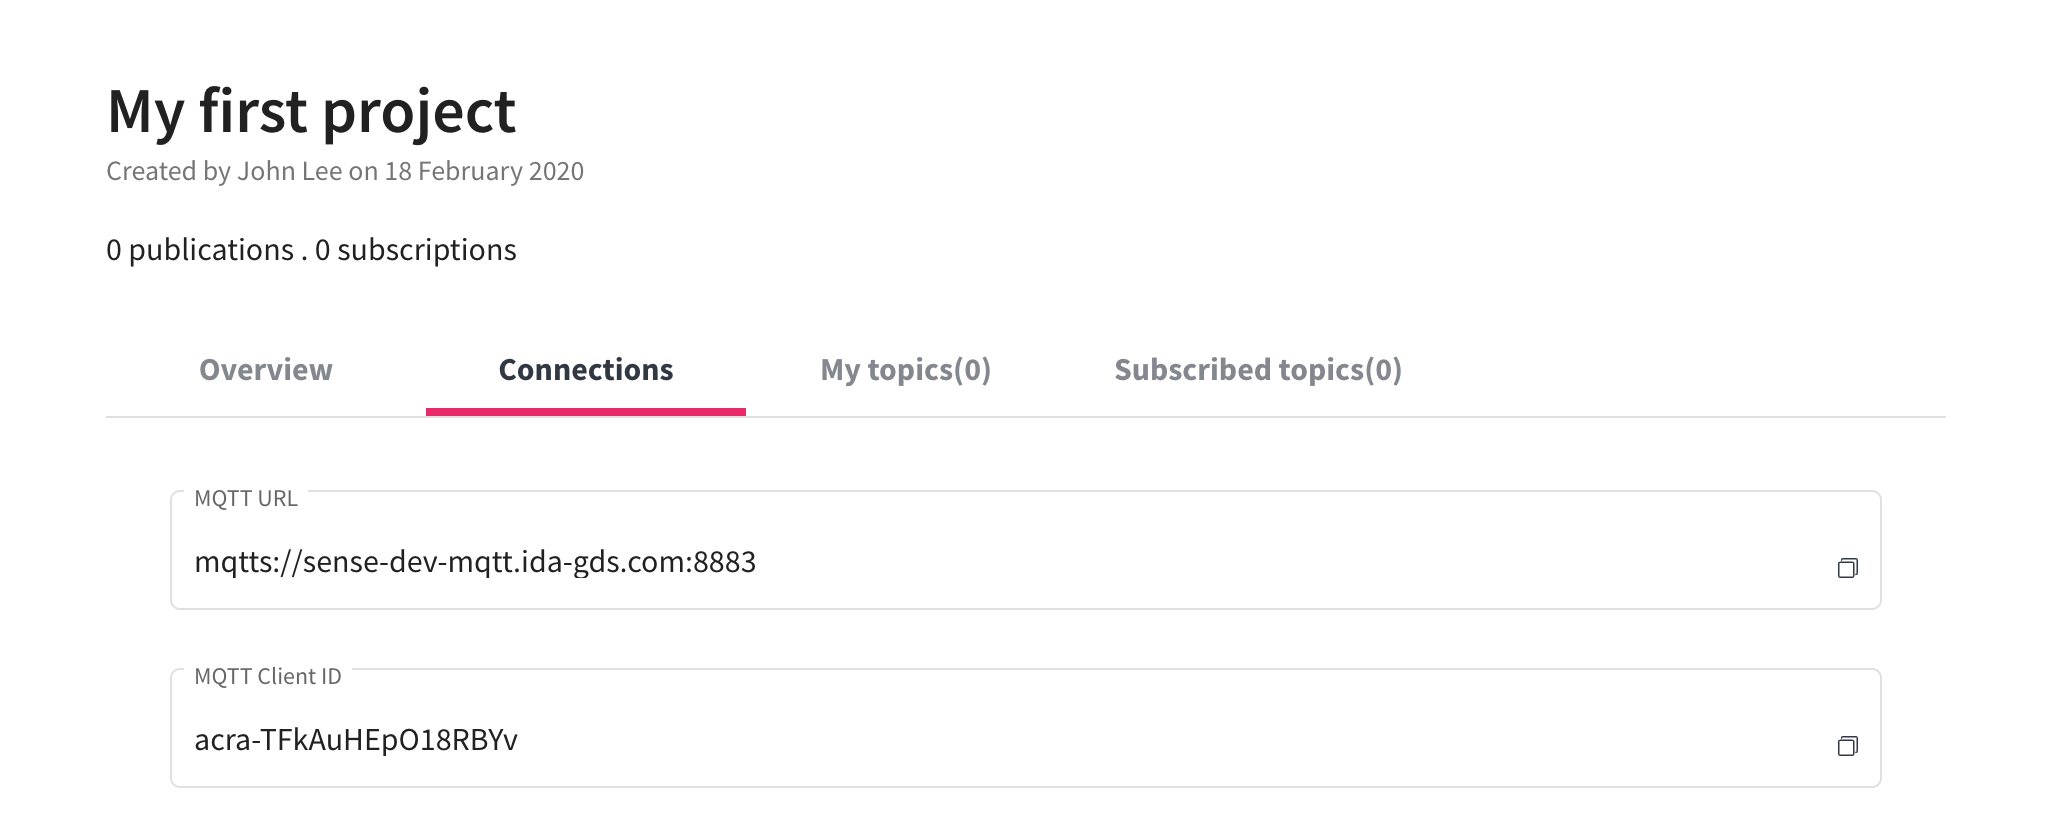 My first project
Created by John Lee on 18 February 2020
0 publications . 0 subscriptions
Overview Connections My topics(0) Subscribed topics(0)
MQTT URL
mqtts://sense-dev-mqtt.ida-gds.com:8883
MQTT Client ID
acra-TFkAuHEpO18RBYv